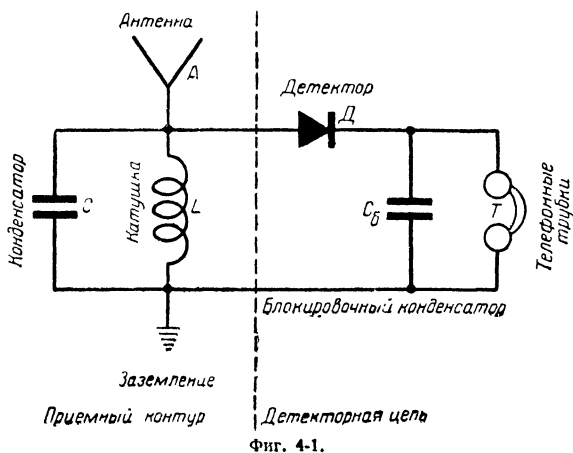 Антенна
А
Детектор
Д
Конденсатор
С
Катушка
L
Сб
Т
Телефонные
трубки
Блокировочный конденсатор
Заземление
Приемный контур
Детекторная цепь
Фиг. 4-1.